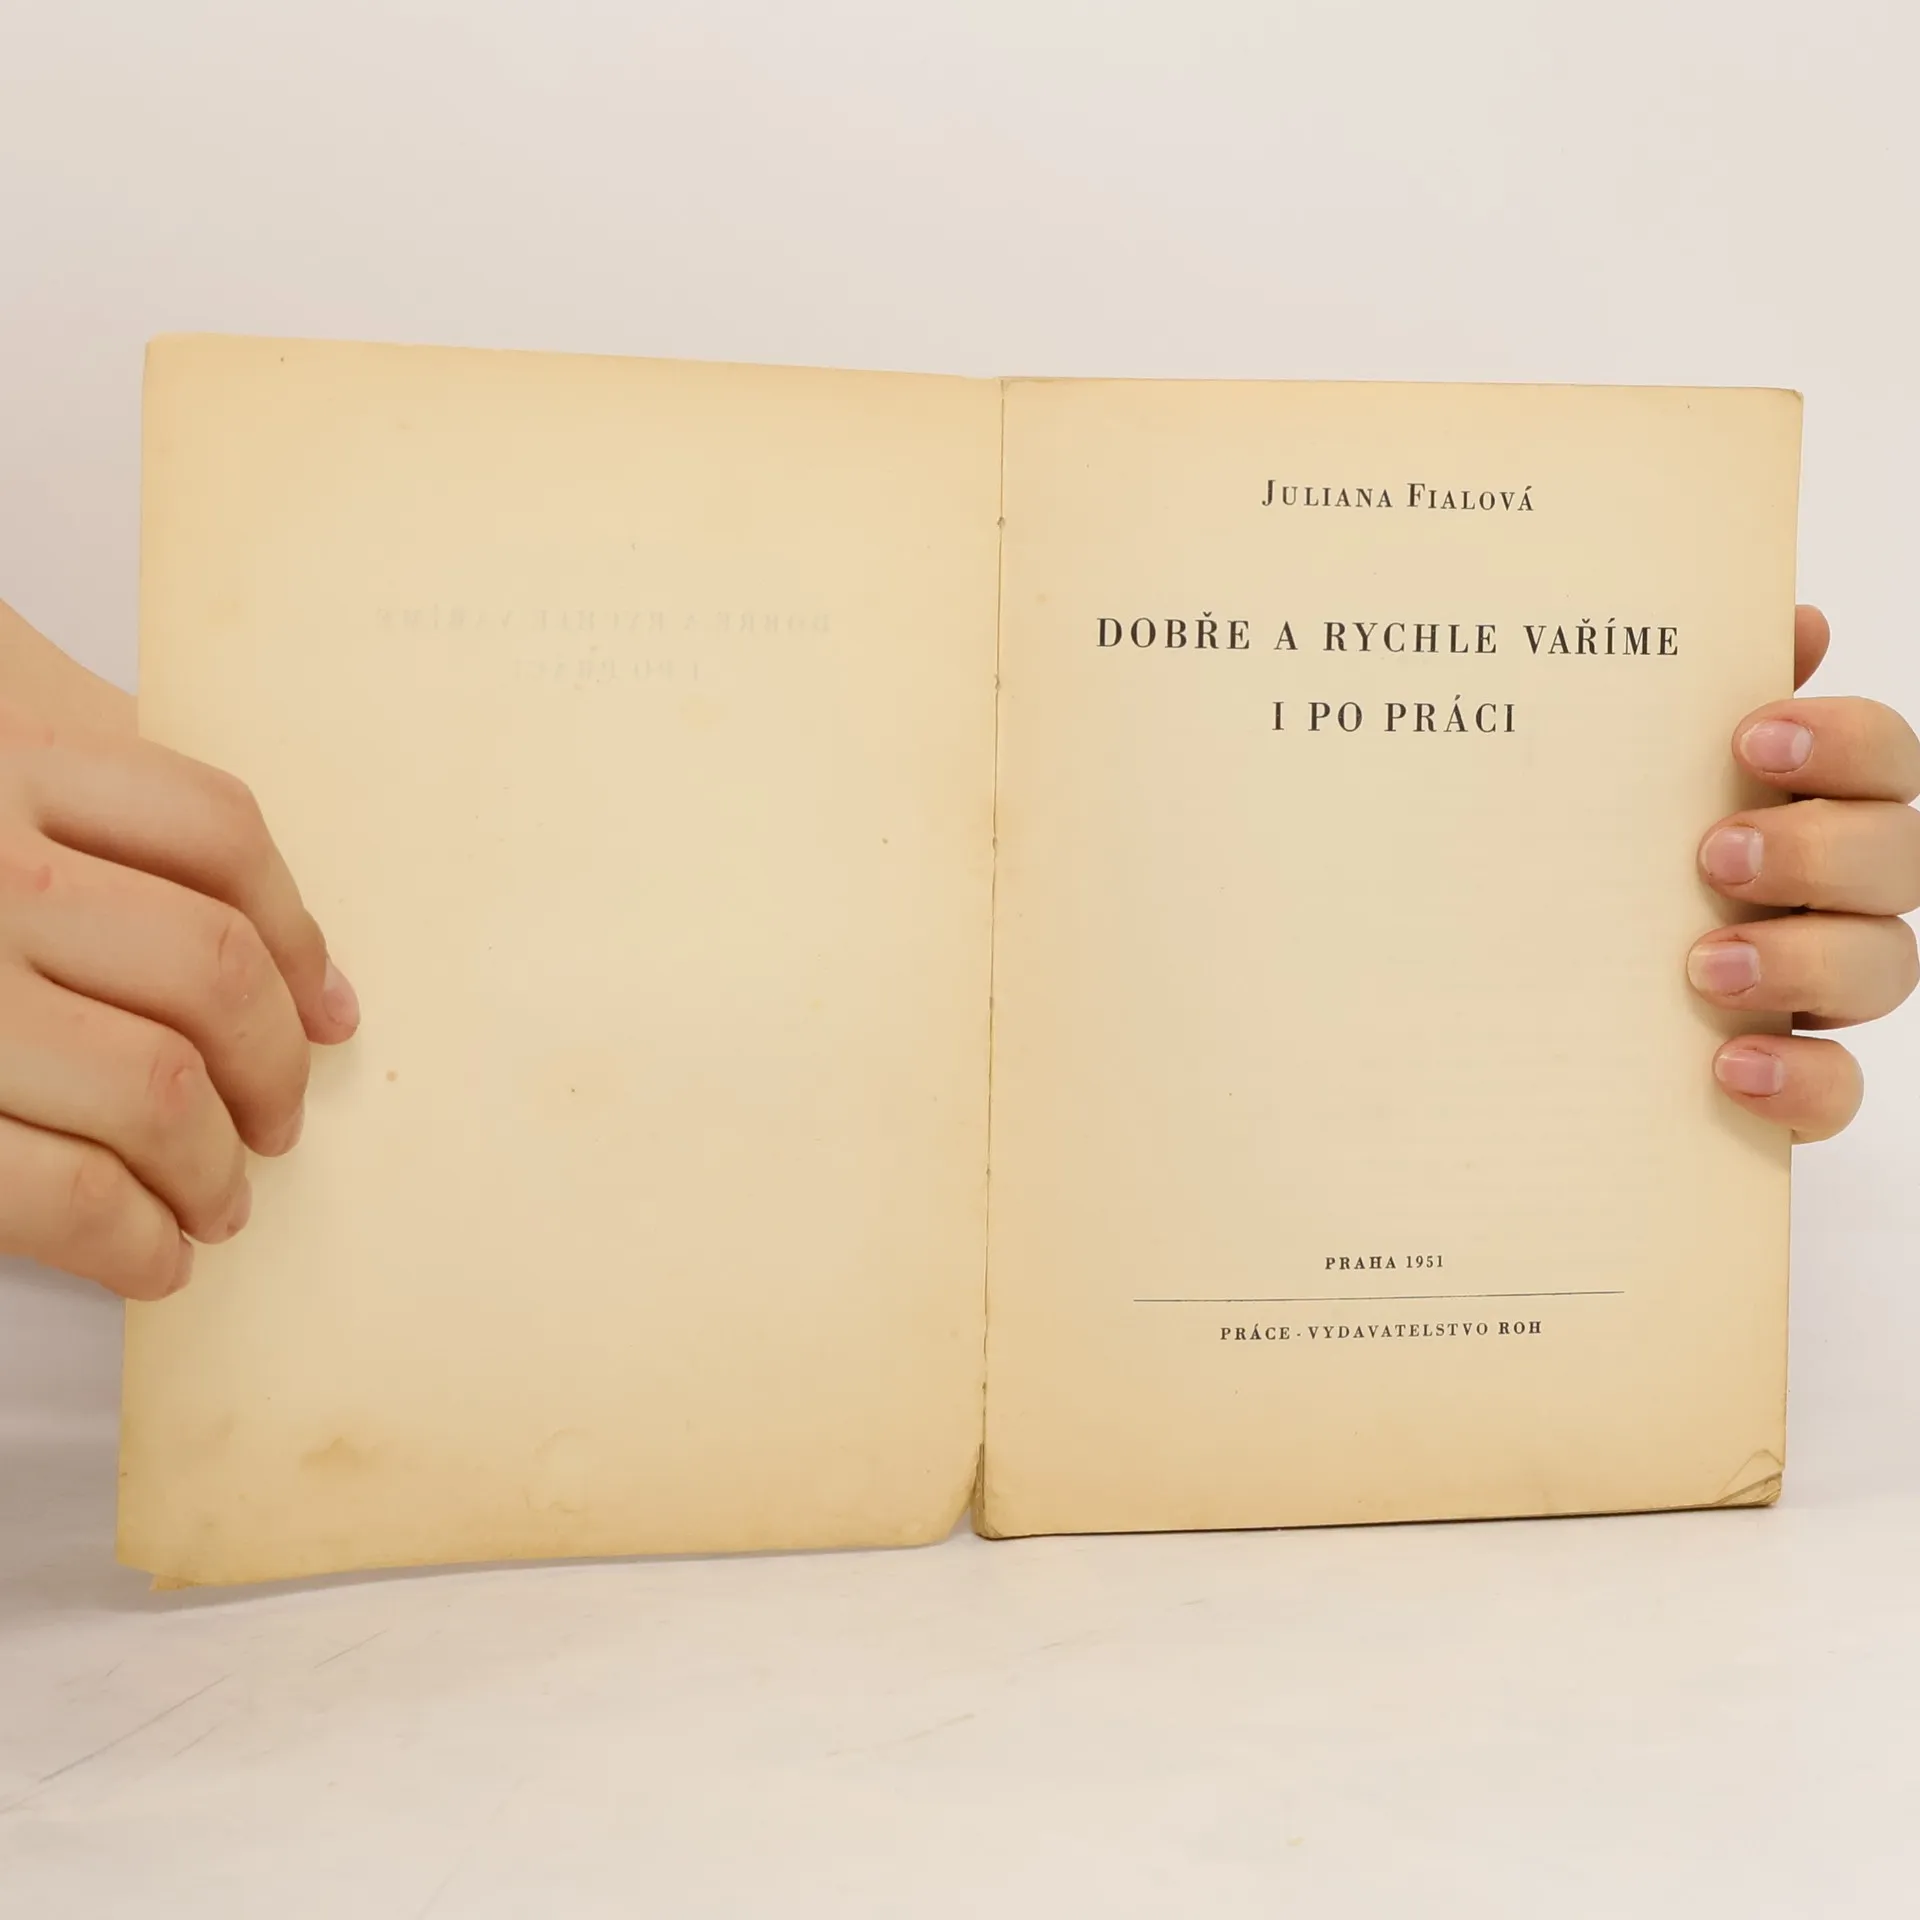 JULIANA FIALOVÁ
DOBŘE A RYCHLE VAŘÍME
I PO PRÁCI
PRAHA 1951
PRÁCE · VYDAVATELSTVO ROH